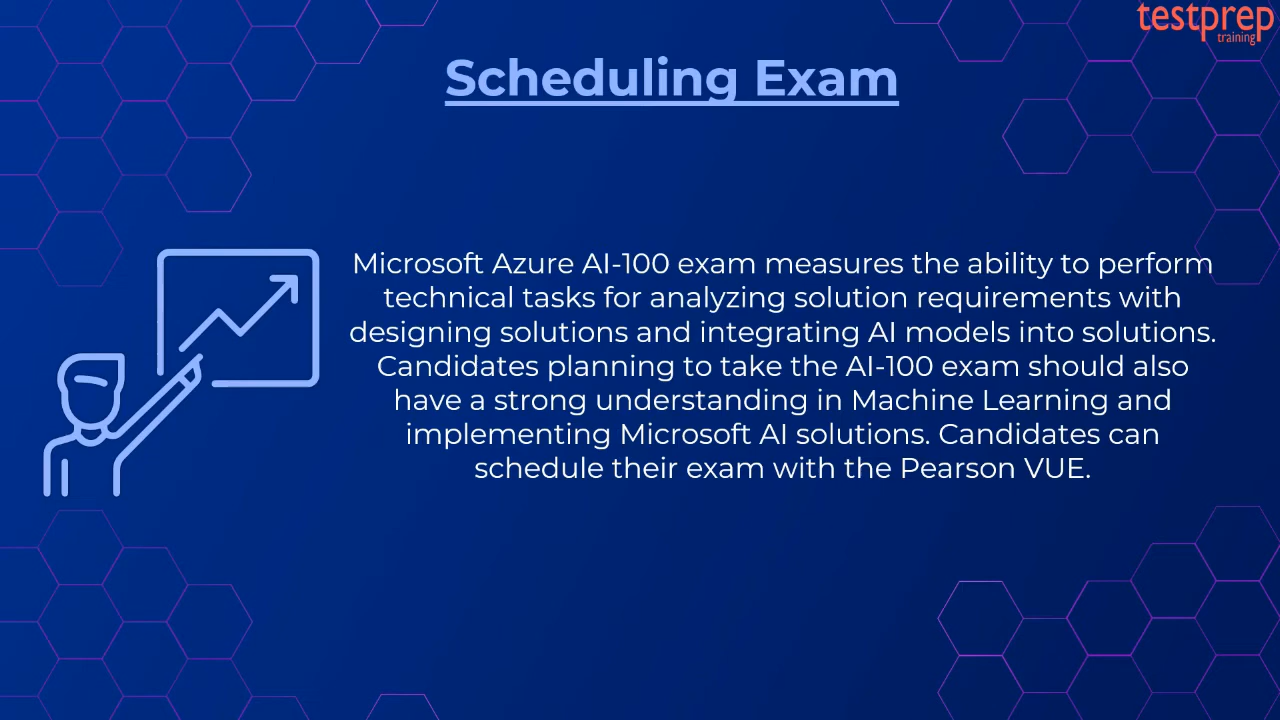 testprep
training
Scheduling Exam
Microsoft Azure AI-100 exam measures the ability to perform
technical tasks for analyzing solution requirements with
designing solutions and integrating AI models into solutions.
Candidates planning to take the AI-100 exam should also
have a strong understanding in Machine Learning and
implementing Microsoft AI solutions. Candidates can
schedule their exam with the Pearson VUE.